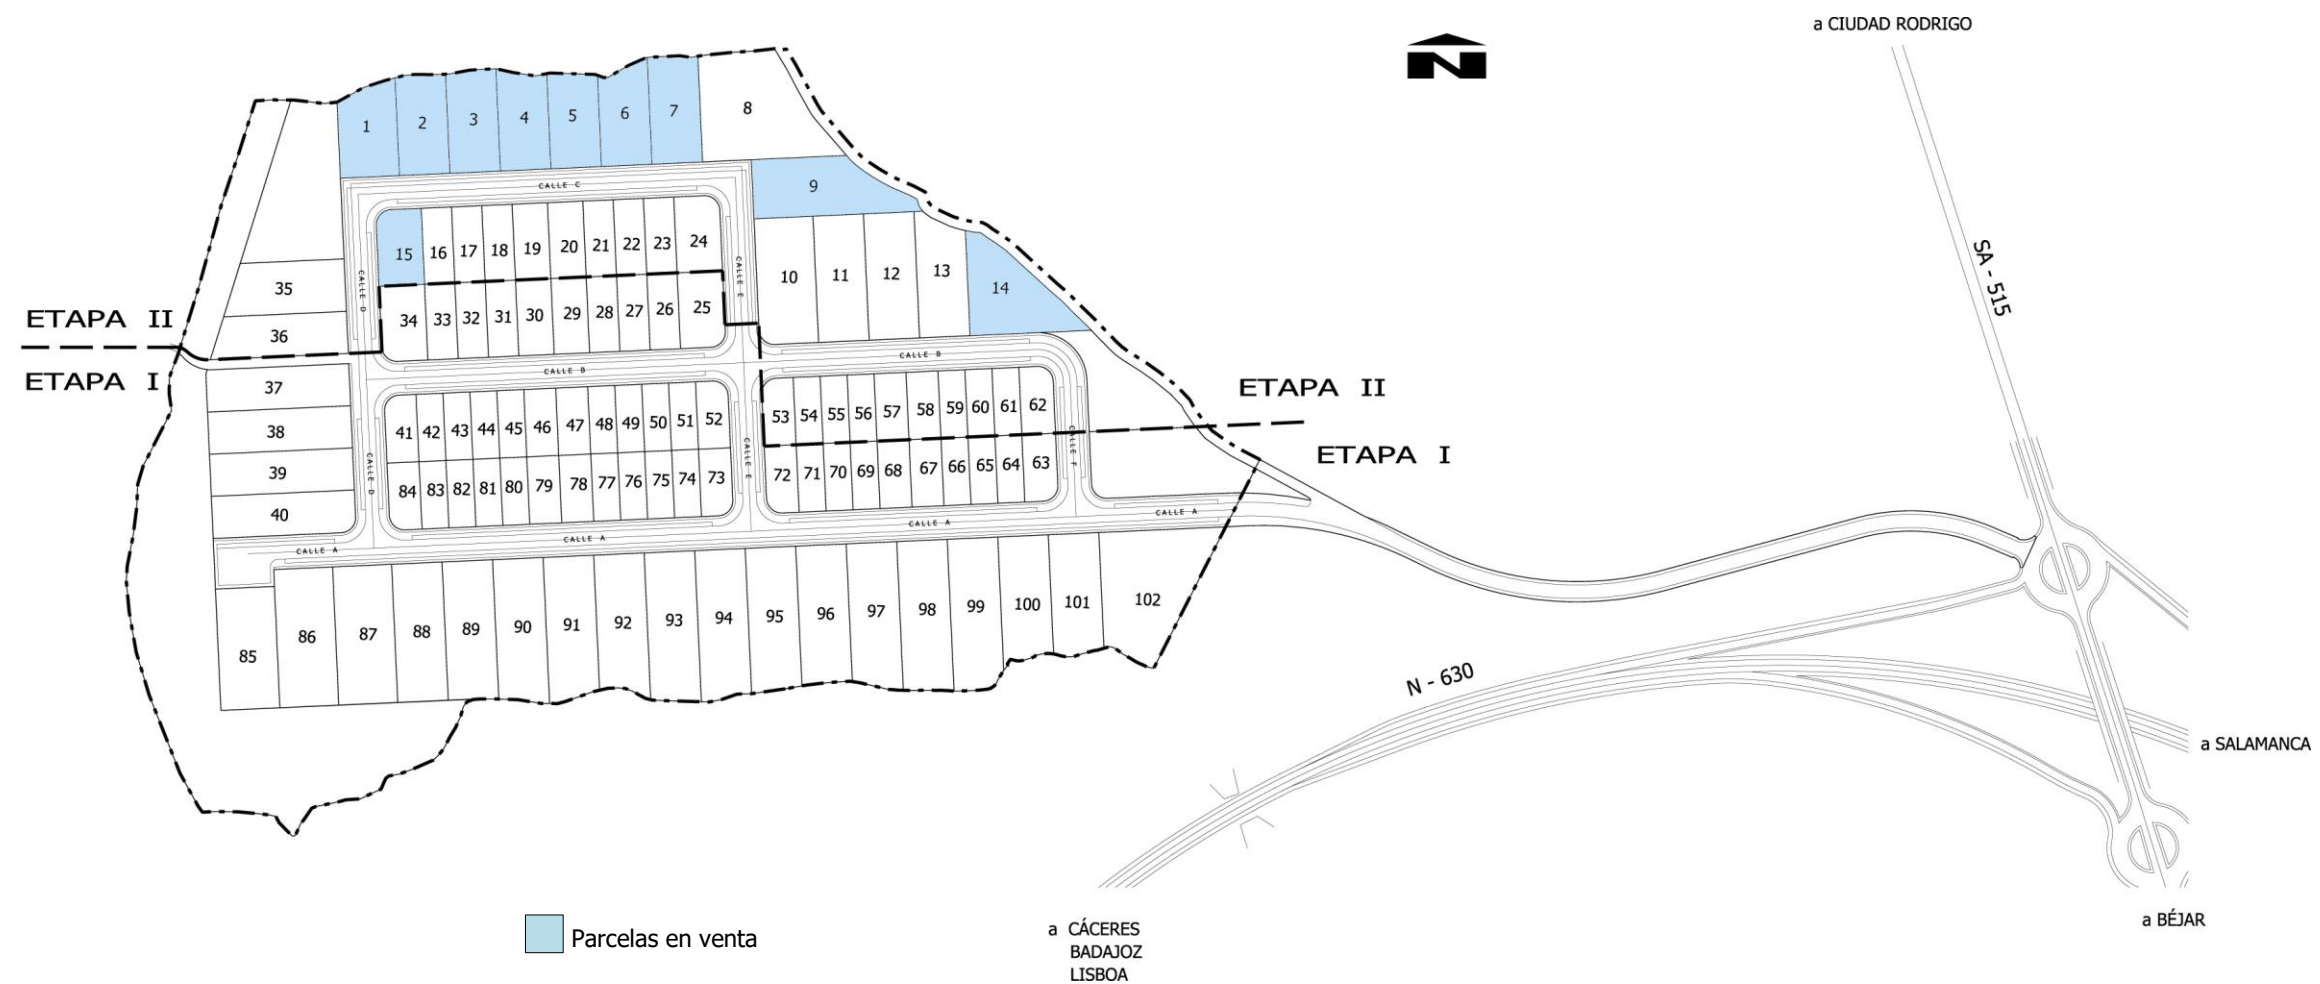 a CIUDAD RODRIGO
N
1 2 3 4 5 6 7 8
9
CALLE C
15 16 17 18 19 20 21 22 23 24
10 11 12 13 14
CALLE D
CALLE E
35
36
34 33 32 31 30 29 28 27 26 25
SA - 515
ETAPA II
ETAPA I
CALLE B
CALLE B
37
38
39
40
41 42 43 44 45 46 47 48 49 50 51 52
53 54 55 56 57 58 59 60 61 62
ETAPA II
ETAPA I
CALLE D
CALLE E
CALLE F
84 83 82 81 80 79 78 77 76 75 74 73
72 71 70 69 68 67 66 65 64 63
CALLE A
CALLE A
CALLE A
CALLE A
85 86 87 88 89 90 91 92 93 94 95 96 97 98 99 100 101 102
N - 630
a SALAMANCA
a BÉJAR
Parcelas en venta
a CÁCERES
BADAJOZ
LISBOA